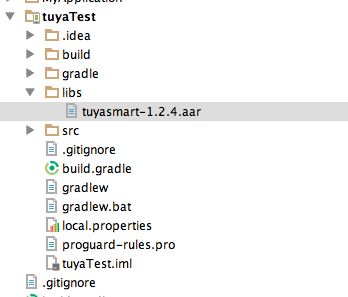 tuyaTest
.idea
build
gradle
libs
tuyasmart-1.2.4.aar
src
.gitignore
build.gradle
gradlew
gradlew.bat
local.properties
proguard-rules.pro
tuyaTest.iml
.gitignore